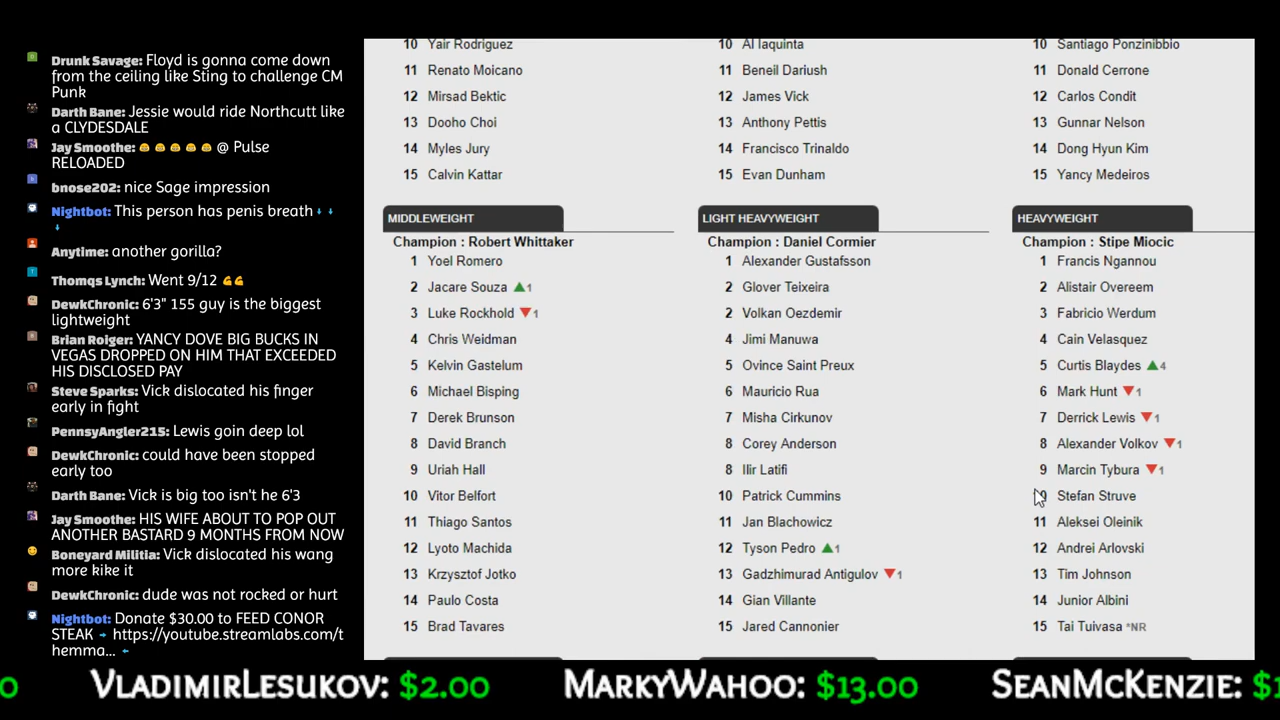 Drunk Savage: Floyd is gonna come down
from the ceiling like Sting to challenge CM
Punk
Darth Bane: Jessie would ride Northcutt like
a CLYDESDALE
Jay Smoothe: @ Pulse
RELOADED
bnose202: nice Sage impression
Nightbot: This person has penis breath
Anytime: another gorilla?
Thomqs Lynch: Went 9/12
DewkChronic: 6'3" 155 guy is the biggest
lightweight
Brian Roiger: YANCY DOVE BIG BUCKS IN
VEGAS DROPPED ON HIM THAT EXCEEDED
HIS DISCLOSED PAY
Steve Sparks: Vick dislocated his finger
early in fight
PennsyAngler215: Lewis goin deep lol
DewkChronic: could have been stopped
early too
Darth Bane: Vick is big too isn't he 6'3
Jay Smoothe: HIS WIFE ABOUT TO POP OUT
ANOTHER BASTARD 9 MONTHS FROM NOW
Boneyard Militia: Vick dislocated his wang
more kike it
DewkChronic: dude was not rocked or hurt
Nightbot: Donate $30.00 to FEED CONOR
STEAK → https://youtube.streamlabs.com/t
hemma... ←
10 Yair Rodriguez
11 Renato Moicano
12 Mirsad Bektic
13 Dooho Choi
14 Myles Jury
15 Calvin Kattar
10 Al Iaquinta
11 Beneil Dariush
12 James Vick
13 Anthony Pettis
14 Francisco Trinaldo
15 Evan Dunham
10 Santiago Ponzinibbio
11 Donald Cerrone
12 Carlos Condit
13 Gunnar Nelson
14 Dong Hyun Kim
15 Yancy Medeiros
MIDDLEWEIGHT
Champion : Robert Whittaker
1 Yoel Romero
2 Jacare Souza ▲1
3 Luke Rockhold ▼1
4 Chris Weidman
5 Kelvin Gastelum
6 Michael Bisping
7 Derek Brunson
8 David Branch
9 Uriah Hall
10 Vitor Belfort
11 Thiago Santos
12 Lyoto Machida
13 Krzysztof Jotko
14 Paulo Costa
15 Brad Tavares
LIGHT HEAVYWEIGHT
Champion : Daniel Cormier
1 Alexander Gustafsson
2 Glover Teixeira
2 Volkan Oezdemir
4 Jimi Manuwa
5 Ovince Saint Preux
6 Mauricio Rua
7 Misha Cirkunov
8 Corey Anderson
8 Ilir Latifi
10 Patrick Cummins
11 Jan Blachowicz
12 Tyson Pedro ▲1
13 Gadzhimurad Antigulov ▼1
14 Gian Villante
15 Jared Cannonier
HEAVYWEIGHT
Champion : Stipe Miocic
1 Francis Ngannou
2 Alistair Overeem
3 Fabricio Werdum
4 Cain Velasquez
5 Curtis Blaydes ▲4
6 Mark Hunt ▼1
7 Derrick Lewis ▼1
8 Alexander Volkov ▼1
9 Marcin Tybura ▼1
Stefan Struve
11 Aleksei Oleinik
12 Andrei Arlovski
13 Tim Johnson
14 Junior Albini
15 Tai Tuivasa *NR
0 VladimirLesukov: $2.00 MarkyWahoo: $13.00 SeanMcKenzie: $1